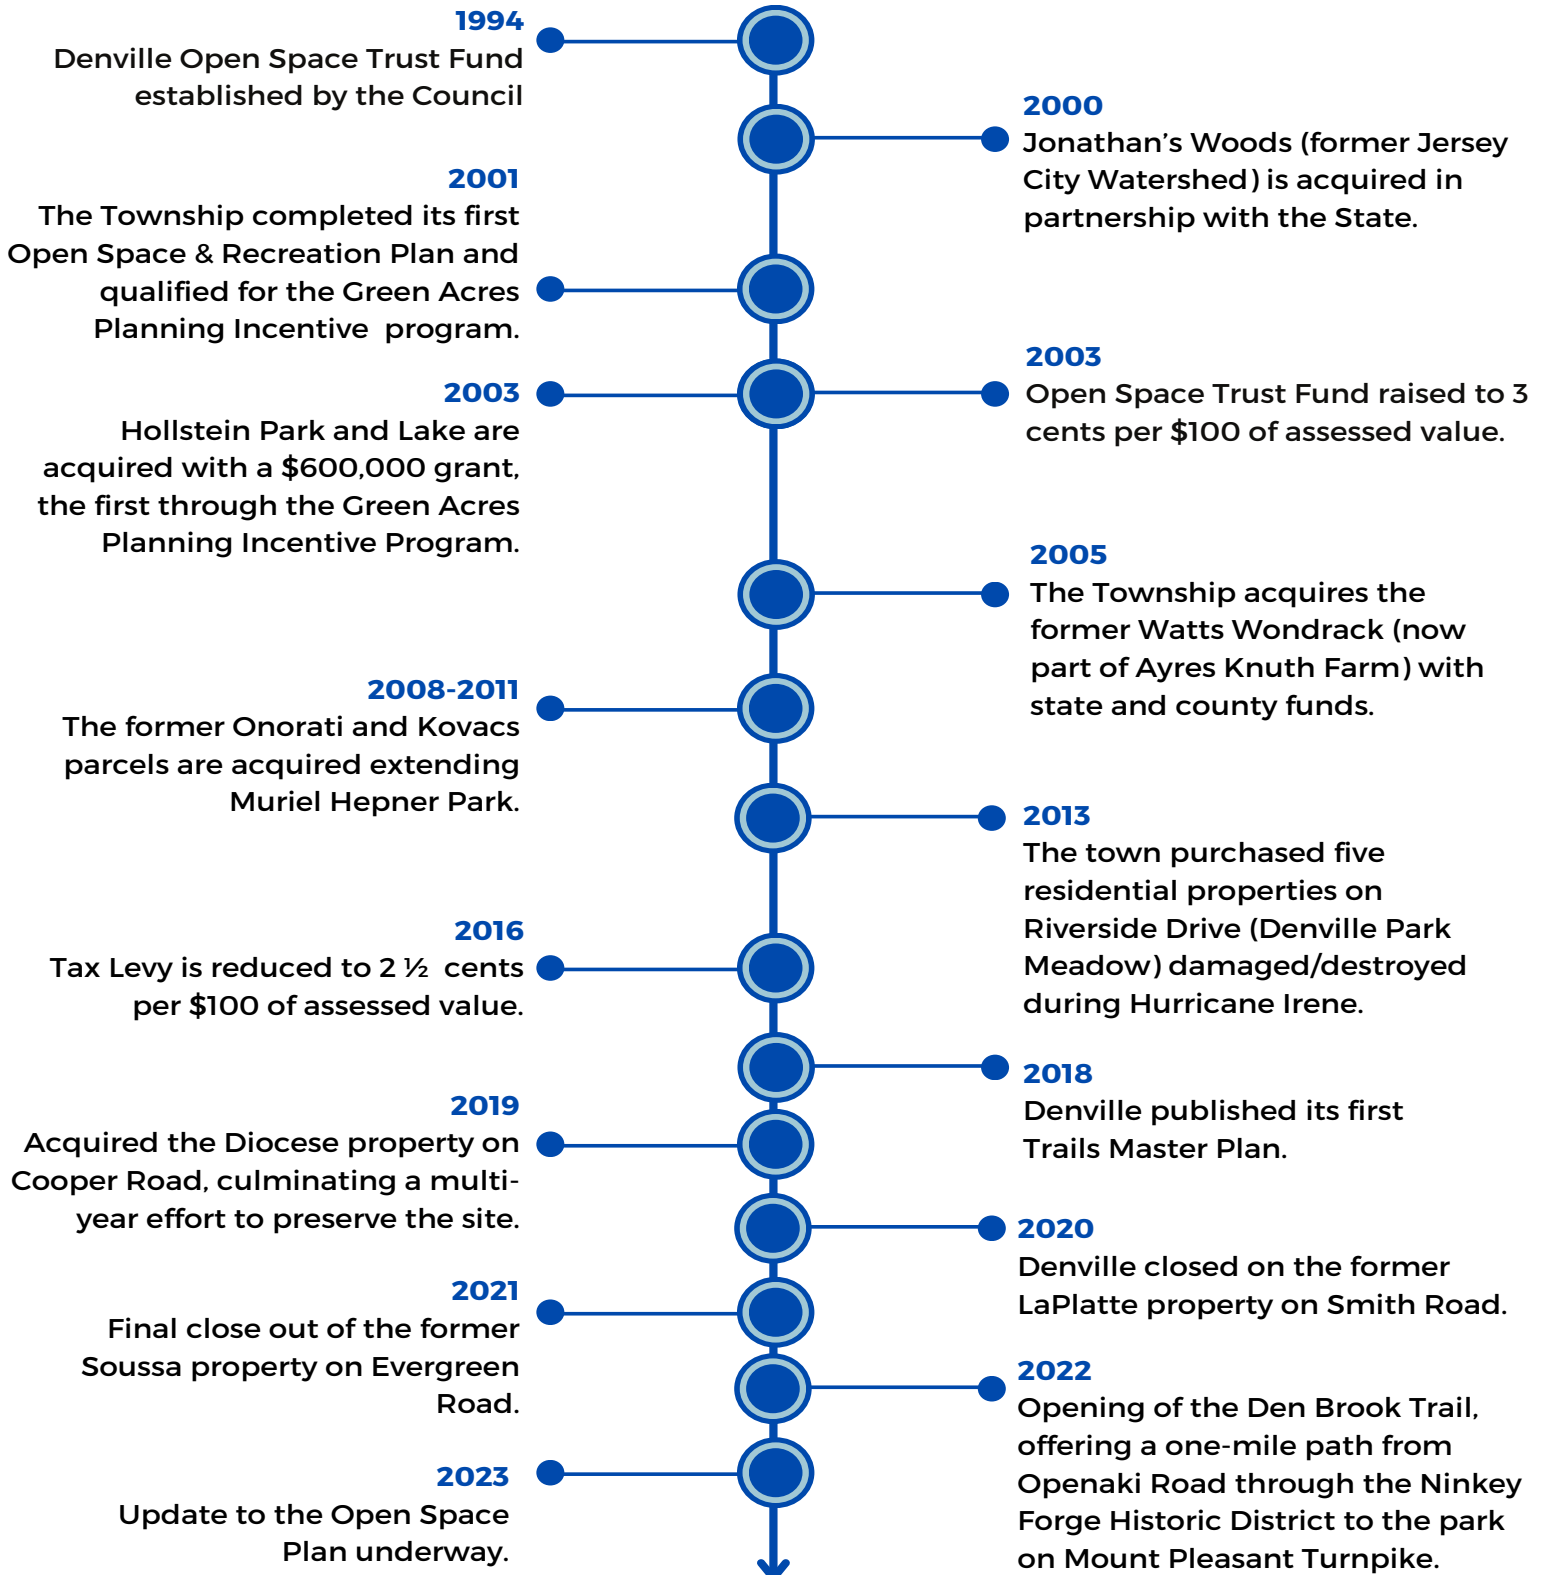 1994
Denville Open Space Trust Fund
established by the Council
2000
Jonathan's Woods (former Jersey
City Watershed) is acquired in
partnership with the State.
2001
The Township completed its first
Open Space & Recreation Plan and
qualified for the Green Acres
Planning Incentive program.
2003
Open Space Trust Fund raised to 3
cents per $100 of assessed value.
2003
Hollstein Park and Lake are
acquired with a $600,000 grant,
the first through the Green Acres
Planning Incentive Program.
2005
The Township acquires the
former Watts Wondrack (now
part of Ayres Knuth Farm) with
state and county funds.
2008-2011
The former Onorati and Kovacs
parcels are acquired extending
Muriel Hepner Park.
2013
The town purchased five
residential properties on
Riverside Drive (Denville Park
Meadow) damaged/destroyed
during Hurricane Irene.
2016
Tax Levy is reduced to 2 ½ cents
per $100 of assessed value.
2018
Denville published its first
Trails Master Plan.
2019
Acquired the Diocese property on
Cooper Road, culminating a multi-
year effort to preserve the site.
2020
Denville closed on the former
LaPlatte property on Smith Road.
2021
Final close out of the former
Soussa property on Evergreen
Road.
2022
Opening of the Den Brook Trail,
offering a one-mile path from
Openaki Road through the Ninkey
Forge Historic District to the park
on Mount Pleasant Turnpike.
2023
Update to the Open Space
Plan underway.